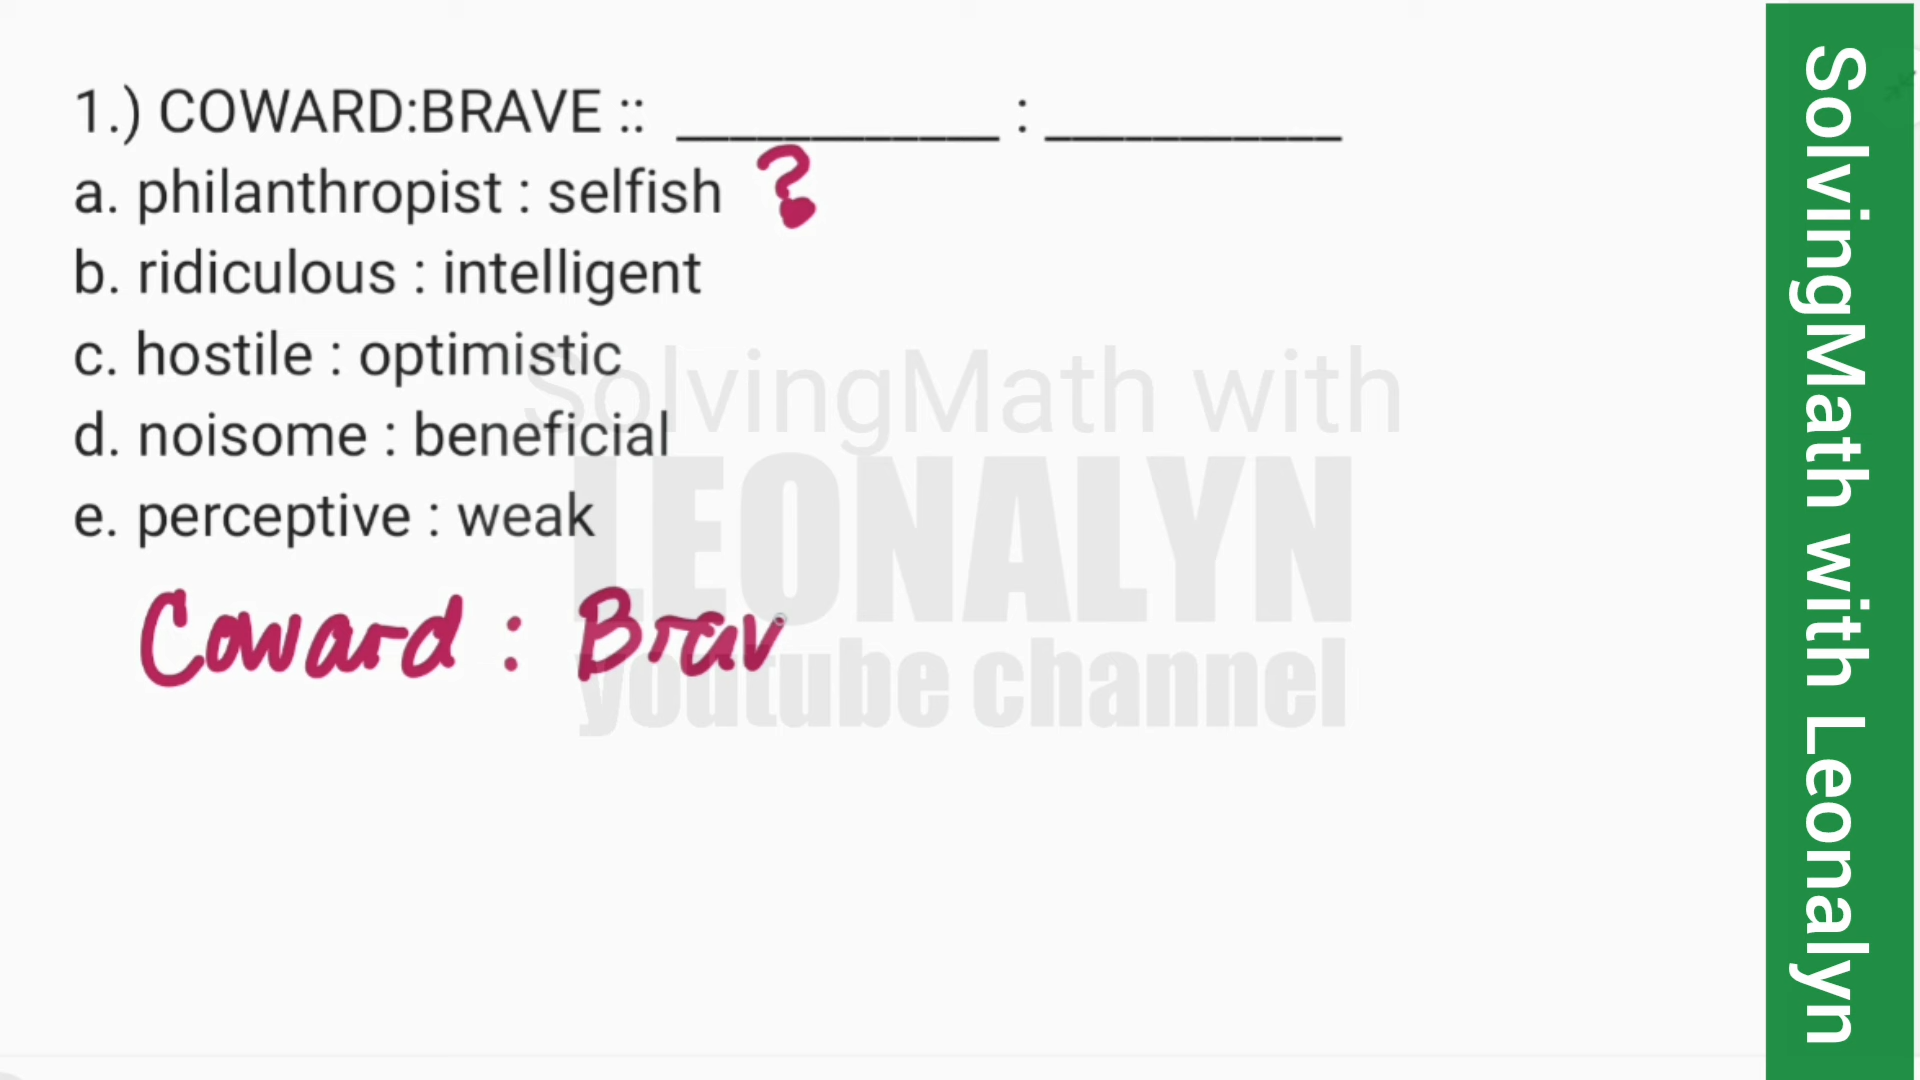 1.) COWARD:BRAVE :: ____________ : ___________
a. philanthropist : selfish ?
b. ridiculous : intelligent
c. hostile : optimistic
d. noisome : beneficial
e. perceptive : weak
Coward : Brav
SolvingMath with
LEONALYN
youtube channel
SolvingMath with Leonalyn